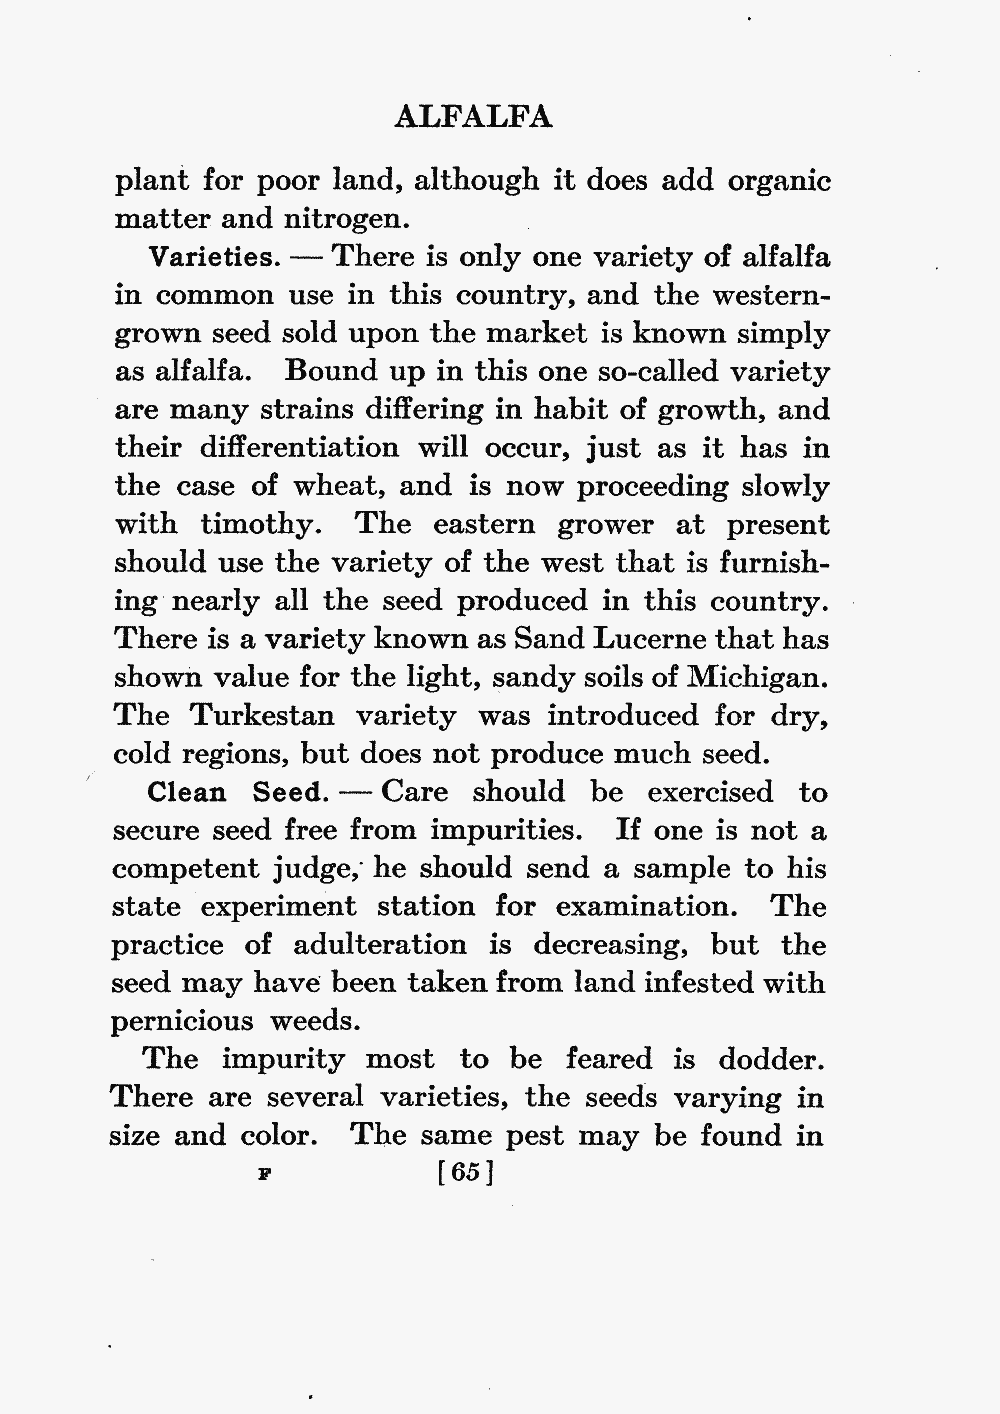 ALFALFA
plant for poor land, although it does add organic
matter and nitrogen.
Varieties. — There is only one variety of alfalfa
in common use in this country, and the western-
grown seed sold upon the market is known simply
as alfalfa. Bound up in this one so-called variety
are many strains differing in habit of growth, and
their differentiation will occur, just as it has in
the case of wheat, and is now proceeding slowly
with timothy. The eastern grower at present
should use the variety of the west that is furnish-
ing nearly all the seed produced in this country.
There is a variety known as Sand Lucerne that has
shown value for the light, sandy soils of Michigan.
The Turkestan variety was introduced for dry,
cold regions, but does not produce much seed.
Clean Seed. — Care should be exercised to
secure seed free from impurities. If one is not a
competent judge, he should send a sample to his
state experiment station for examination. The
practice of adulteration is decreasing, but the
seed may have been taken from land infested with
pernicious weeds.
The impurity most to be feared is dodder.
There are several varieties, the seeds varying in
size and color. The same pest may be found in
F [65]